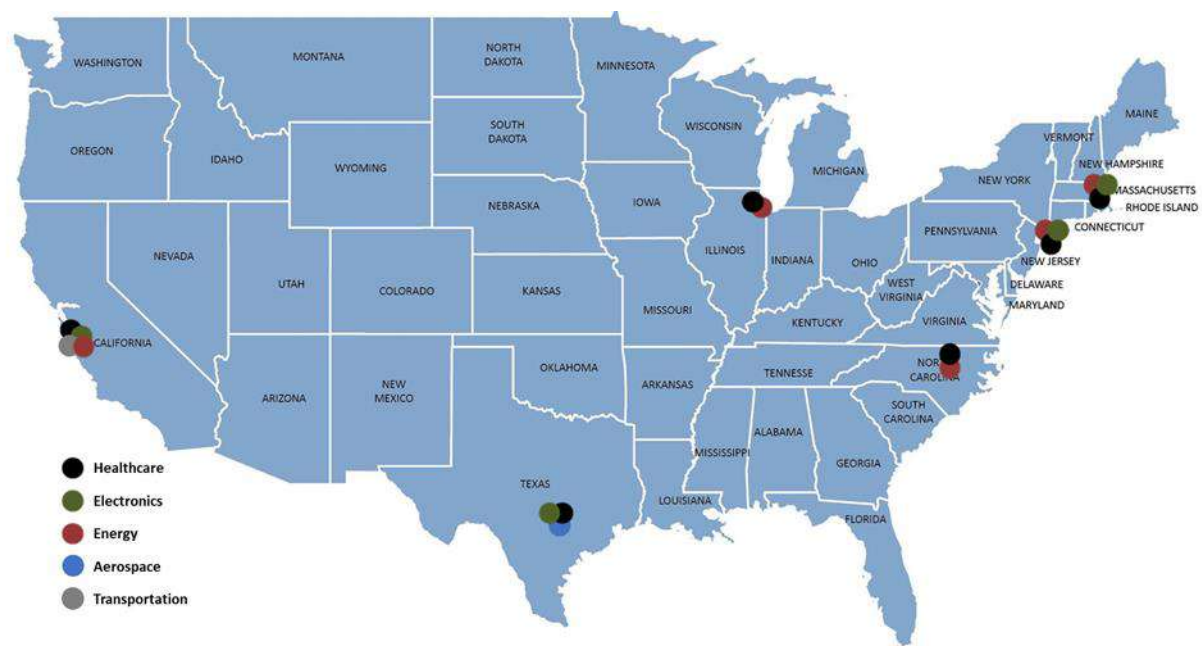 WASHINGTON
MONTANA
NORTH
DAKOTA
MINNESOTA
MAINE
OREGON
IDAHO
SOUTH
DAKOTA
WISCONSIN
VERMONT
NEW HAMPSHIRE
WYOMING
MICHIGAN
NEW YORK
MASSACHUSETTS
RHODE ISLAND
NEBRASKA
IOWA
CONNECTICUT
PENNSYLVANIA
NEVADA
UTAH
COLORADO
KANSAS
ILLINOIS
INDIANA
OHIO
NEW JERSEY
WEST
VIRGINIA
DELAWARE
MARYLAND
MISSOURI
KENTUCKY
VIRGINIA
CALIFORNIA
ARIZONA
NEW
MEXICO
OKLAHOMA
ARKANSAS
TENNESSE
NORTH
CAROLINA
SOUTH
CAROLINA
MISSISSIPPI
ALABAMA
GEORGIA
TEXAS
LOUISIANA
FLORIDA
Healthcare
Electronics
Energy
Aerospace
Transportation